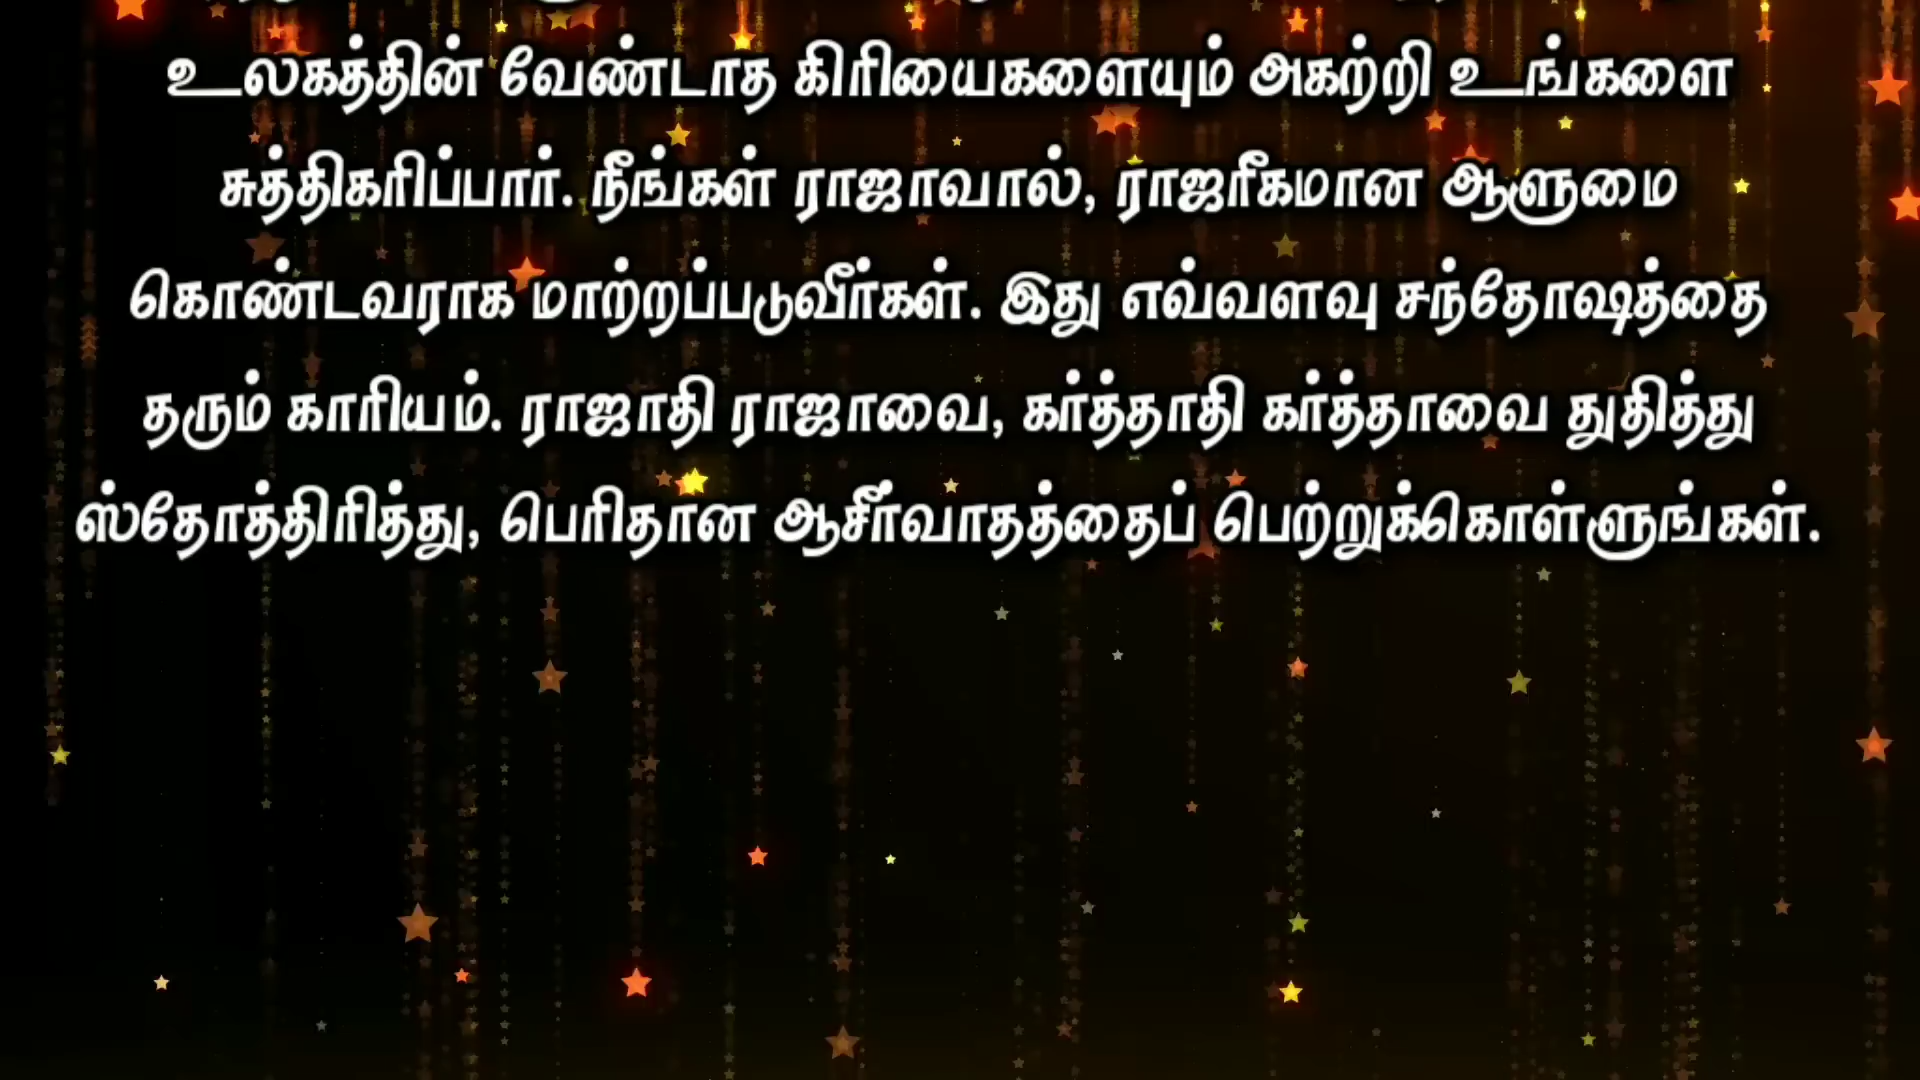 உலகத்தின் வேண்டாத கிரியைகளையும் அகற்றி உங்களை
சுத்திகரிப்பார். நீங்கள் ராஜாவால், ராஜரீகமான ஆளுமை
கொண்டவராக மாற்றப்படுவீர்கள். இது எவ்வளவு சந்தோஷத்தை
தரும் காரியம். ராஜாதி ராஜாவை, கர்த்தாதி கர்த்தாவை துதித்து
ஸ்தோத்திரித்து, பெரிதான ஆசீர்வாதத்தைப் பெற்றுக்கொள்ளுங்கள்.